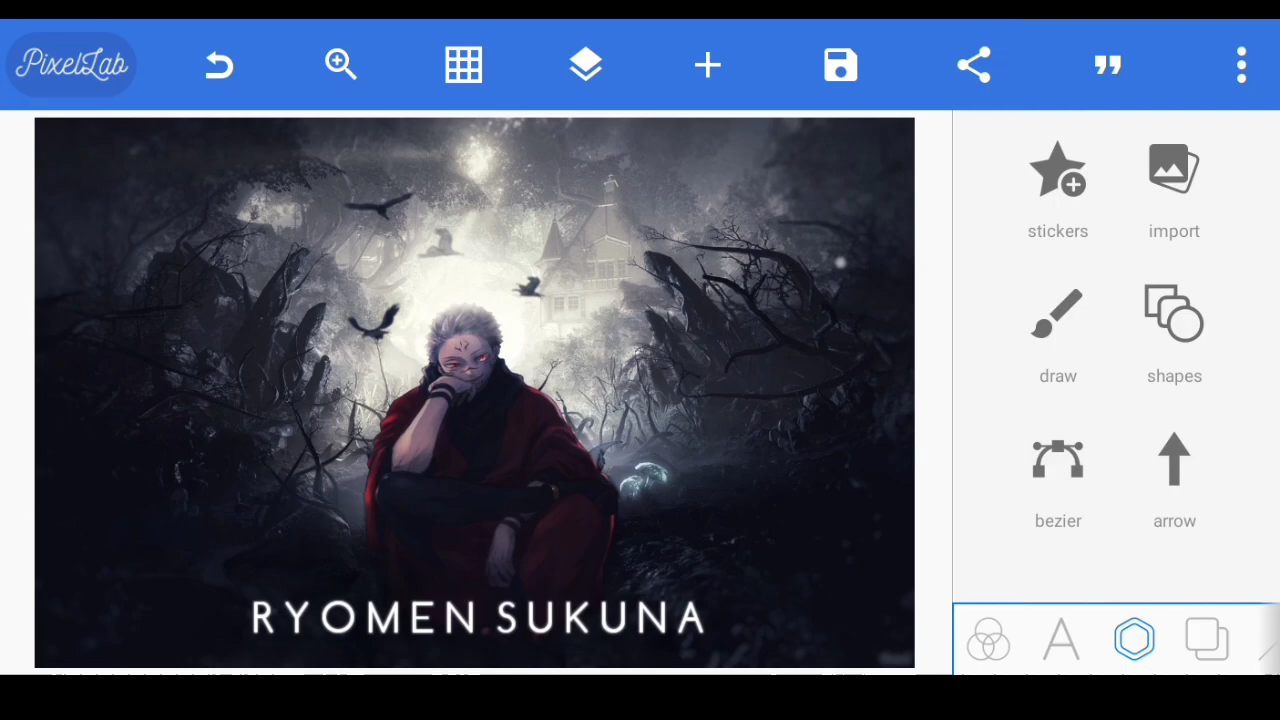 PixelLab
stickers
import
draw
shapes
bezier
arrow
RYOMEN SUKUNA